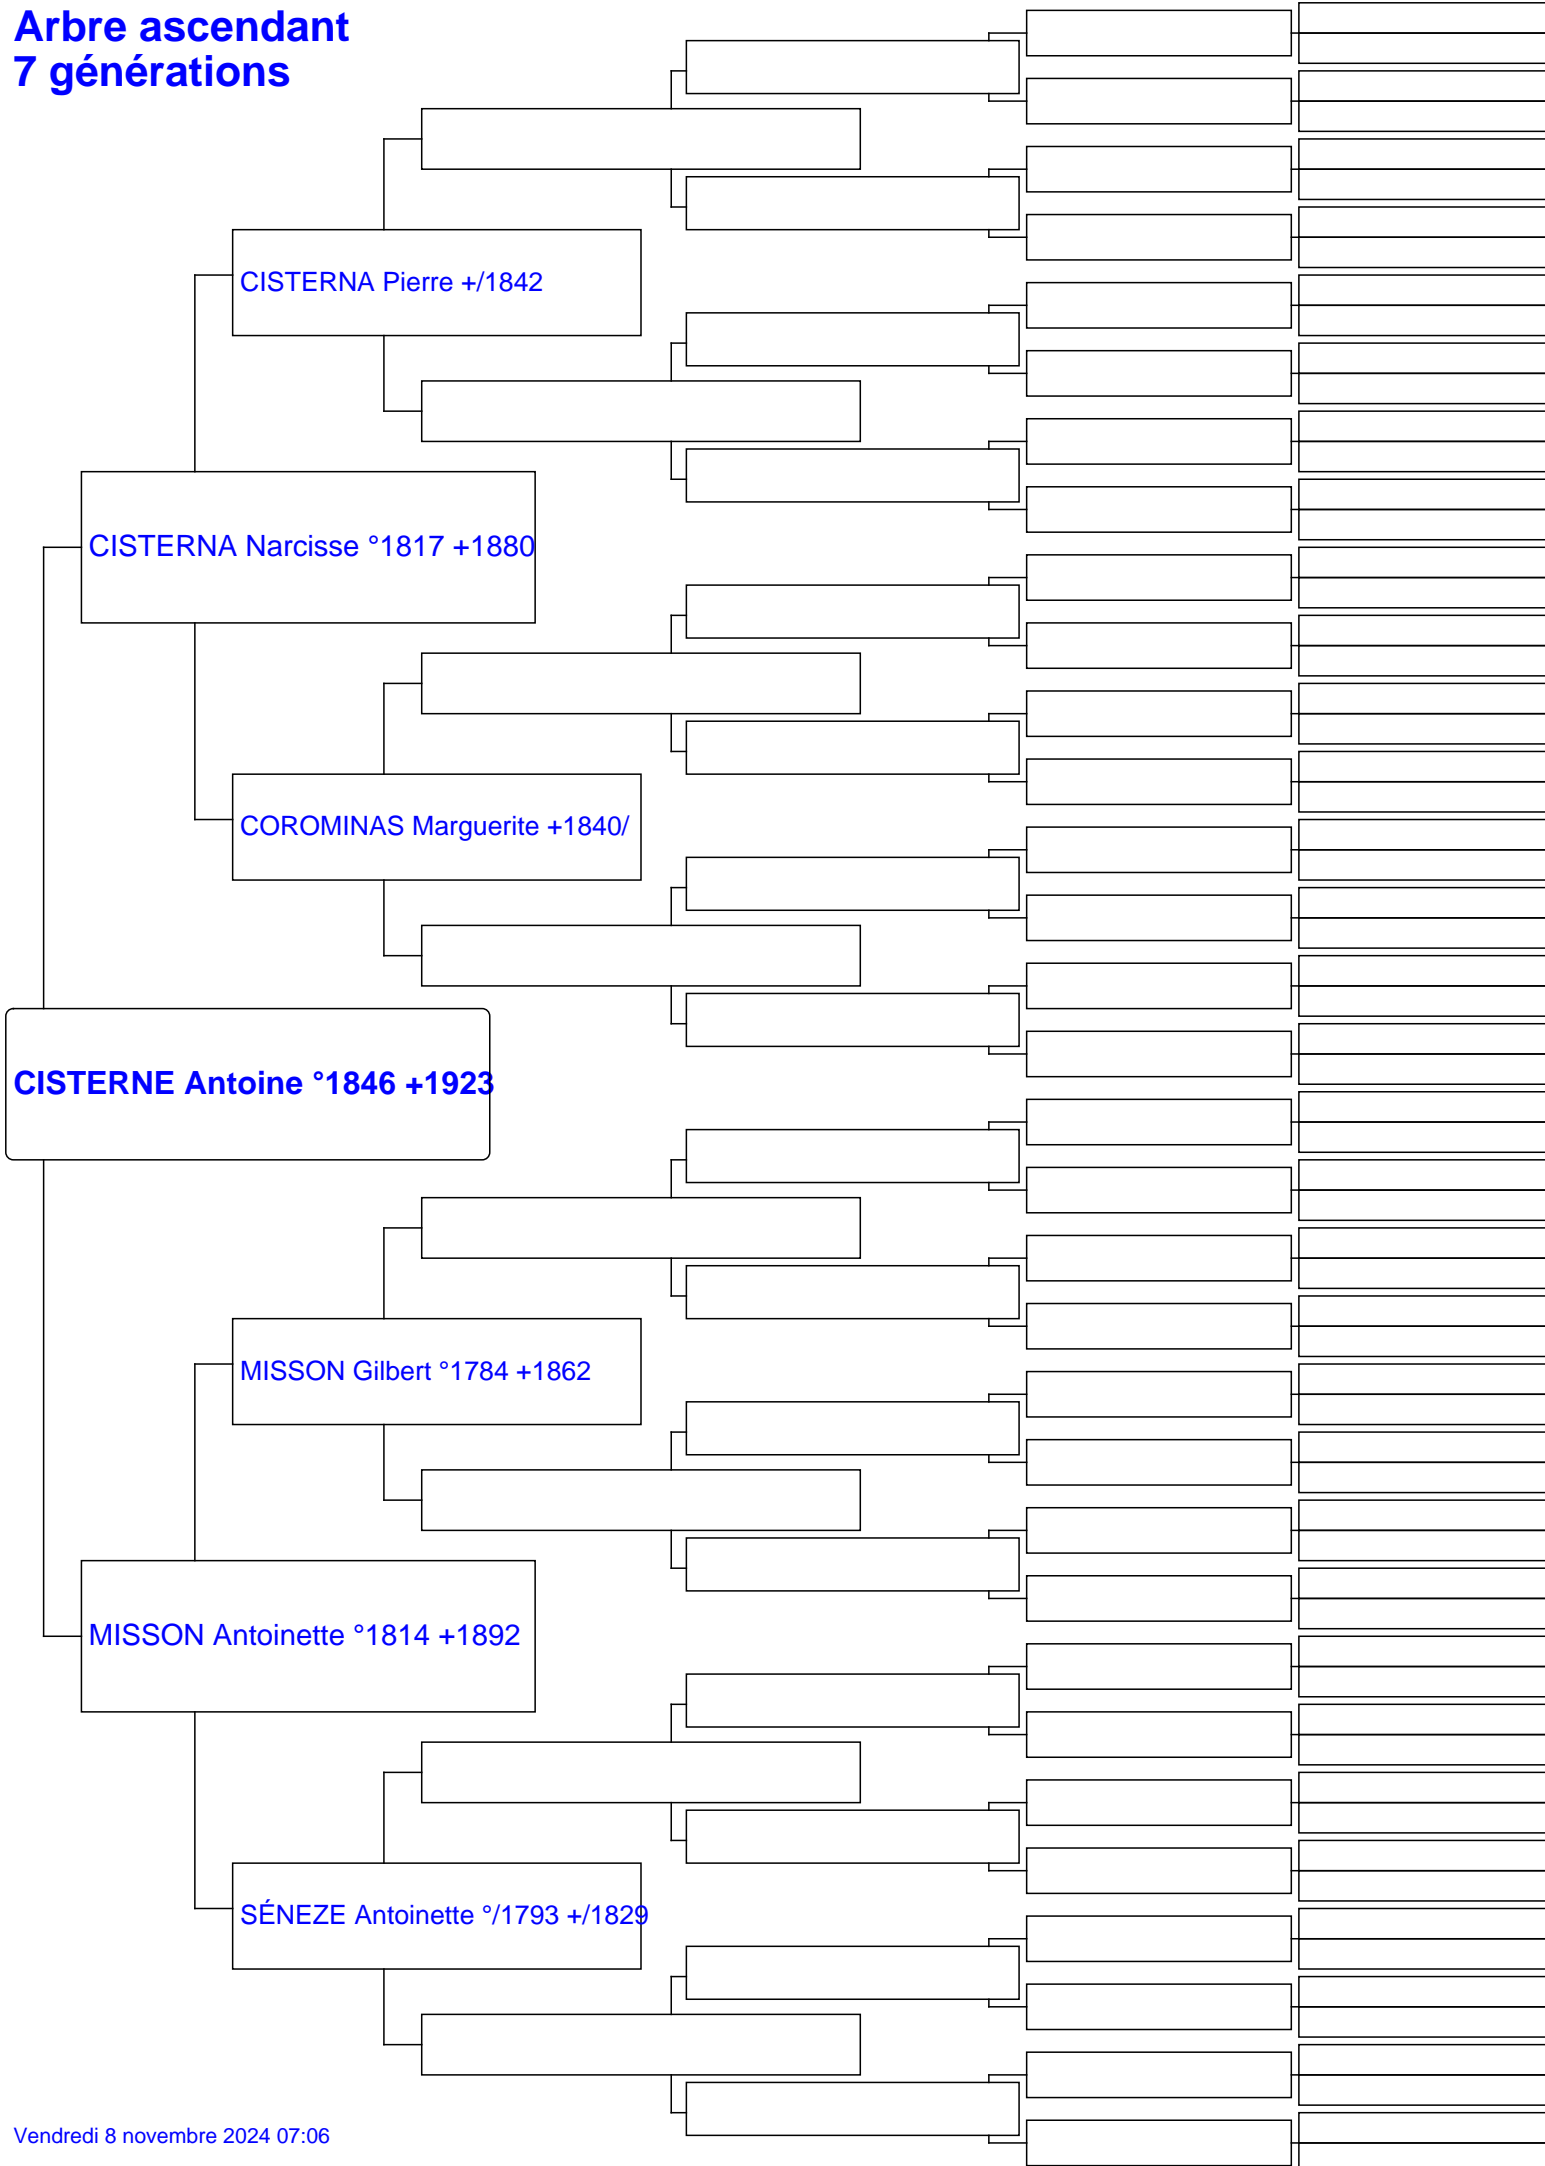 Arbre ascendant
7 générations
CISTERNA Pierre +/1842
CISTERNA Narcisse °1817 +1880
COROMINAS Marguerite +1840/
CISTERNE Antoine °1846 +1923
MISSON Gilbert °1784 +1862
MISSON Antoinette °1814 +1892
SÉNEZE Antoinette °/1793 +/1829
Vendredi 8 novembre 2024 07:06